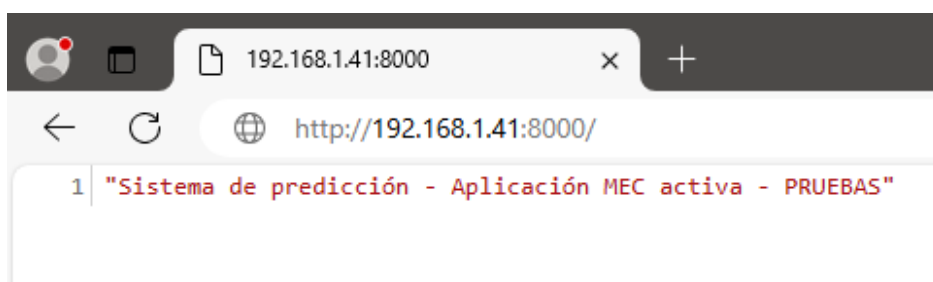 192.168.1.41:8000
http://192.168.1.41:8000/
1 "Sistema de predicción - Aplicación MEC activa - PRUEBAS"